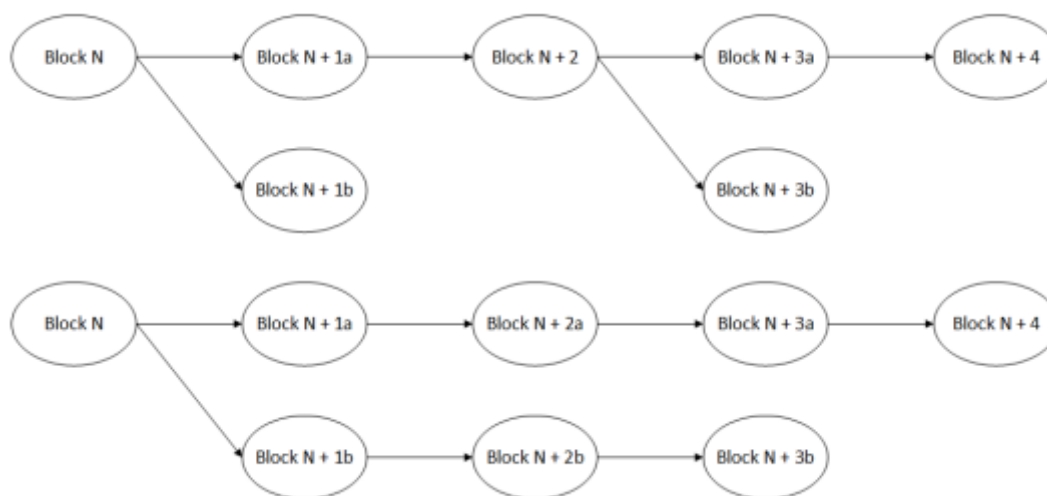 Block N
Block N + 1a
Block N + 2
Block N + 3a
Block N + 4
Block N + 1b
Block N + 3b
Block N
Block N + 1a
Block N + 2a
Block N + 3a
Block N + 4
Block N + 1b
Block N + 2b
Block N + 3b